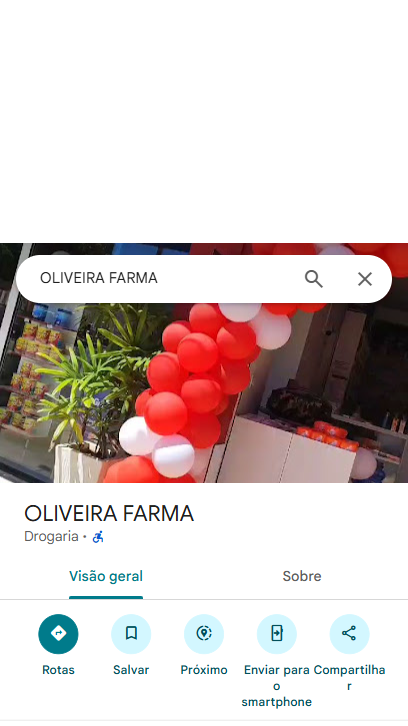 OLIVEIRA FARMA
OLIVEIRA FARMA
Drogaria ·
Visão geral
Sobre
Rotas
Salvar
Próximo
Enviar para o smartphone
Compartilhar